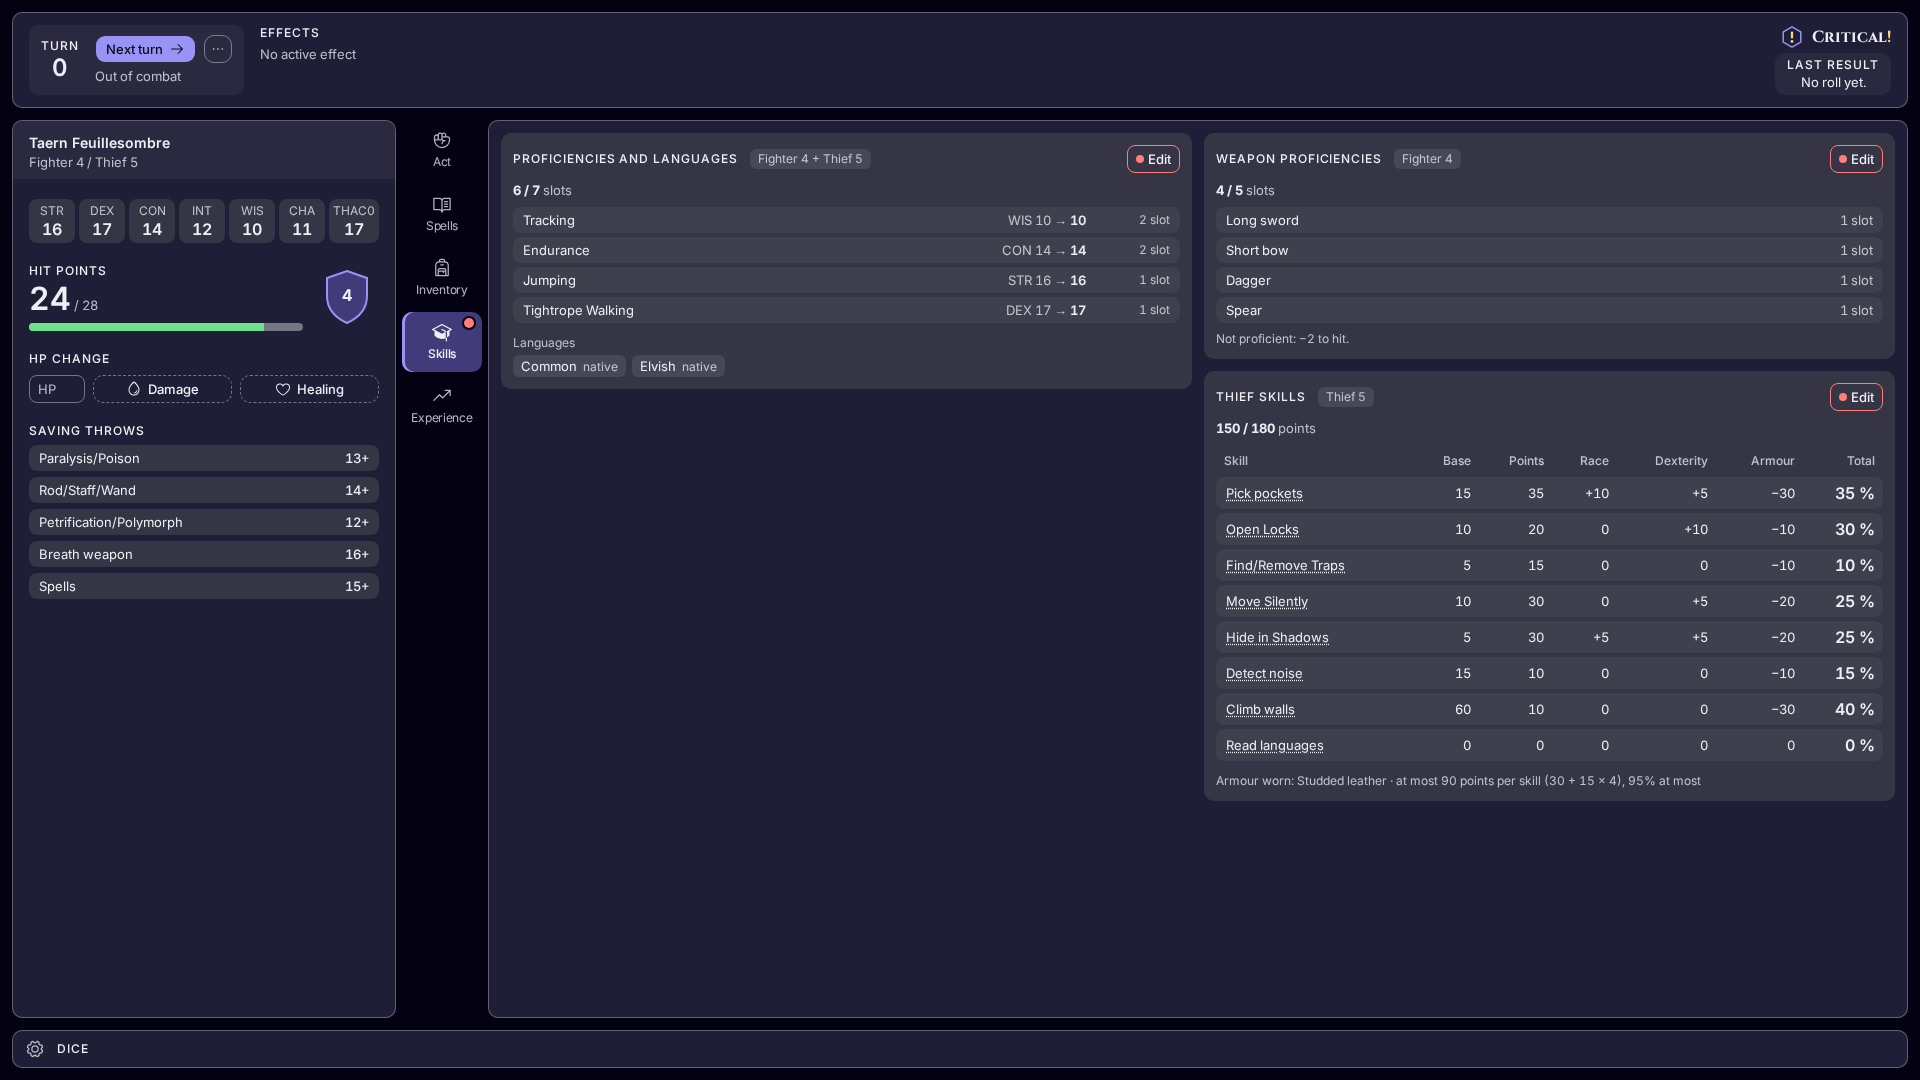 TURN
0
Next turn →
...
Out of combat
EFFECTS
No active effect
CRITICAL!
LAST RESULT
No roll yet.
Taern Feuillesombre
Fighter 4 / Thief 5
STR DEX CON INT WIS CHA THAC0
16 17 14 12 10 11 17
HIT POINTS
24 / 28
4
HP CHANGE
HP Damage Healing
SAVING THROWS
Paralysis/Poison 13+
Rod/Staff/Wand 14+
Petrification/Polymorph 12+
Breath weapon 16+
Spells 15+
Act
Spells
Inventory
Skills
Experience
PROFICIENCIES AND LANGUAGES Fighter 4 + Thief 5 Edit
6 / 7 slots
Tracking WIS 10 → 10 2 slot
Endurance CON 14 → 14 2 slot
Jumping STR 16 → 16 1 slot
Tightrope Walking DEX 17 → 17 1 slot
Languages
Common native Elvish native
WEAPON PROFICIENCIES Fighter 4 Edit
4 / 5 slots
Long sword 1 slot
Short bow 1 slot
Dagger 1 slot
Spear 1 slot
Not proficient: −2 to hit.
THIEF SKILLS Thief 5 Edit
150 / 180 points
Skill Base Points Race Dexterity Armour Total
Pick pockets 15 35 +10 +5 −30 35 %
Open Locks 10 20 0 +10 −10 30 %
Find/Remove Traps 5 15 0 0 −10 10 %
Move Silently 10 30 0 +5 −20 25 %
Hide in Shadows 5 30 +5 +5 −20 25 %
Detect noise 15 10 0 0 −10 15 %
Climb walls 60 10 0 0 −30 40 %
Read languages 0 0 0 0 0 0 %
Armour worn: Studded leather · at most 90 points per skill (30 + 15 × 4), 95% at most
DICE